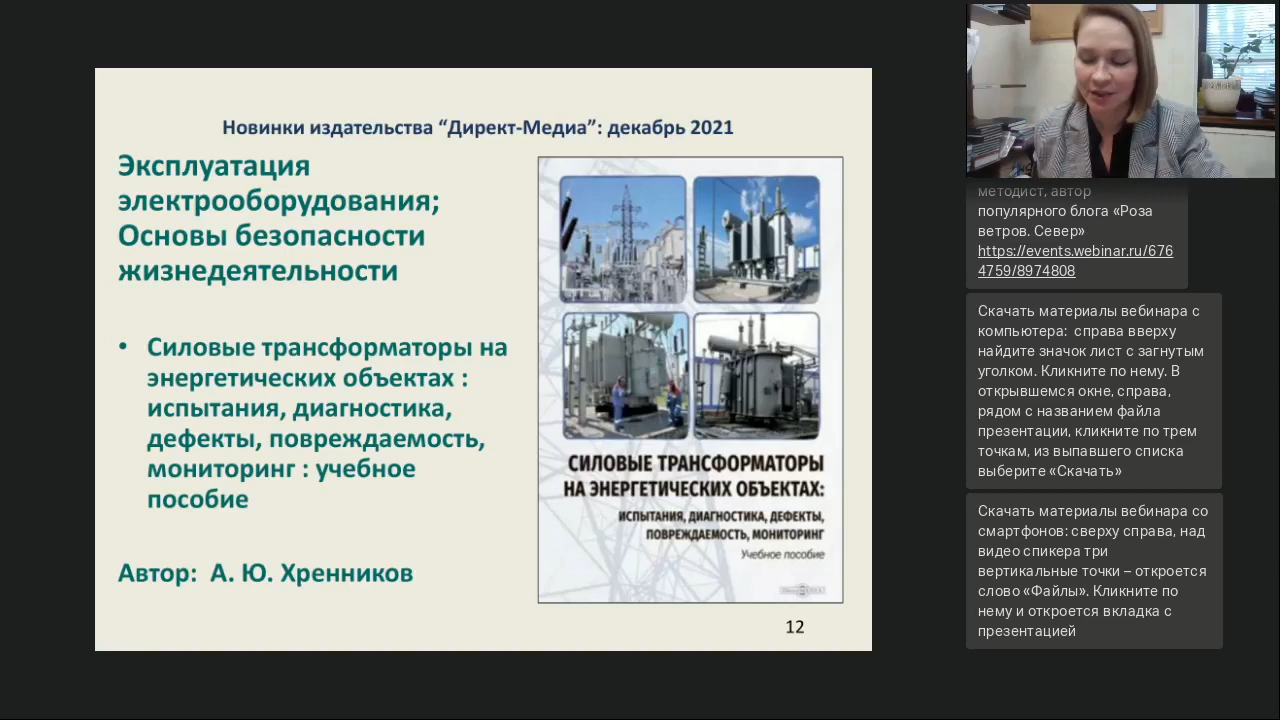 Новинки издательства “Директ-Медиа”: декабрь 2021
Эксплуатация
электрооборудования;
Основы безопасности
жизнедеятельности
• Силовые трансформаторы на
энергетических объектах :
испытания, диагностика,
дефекты, повреждаемость,
мониторинг : учебное
пособие
Автор: А. Ю. Хренников
СИЛОВЫЕ ТРАНСФОРМАТОРЫ
НА ЭНЕРГЕТИЧЕСКИХ ОБЪЕКТАХ:
ИСПЫТАНИЯ, ДИАГНОСТИКА, ДЕФЕКТЫ,
ПОВРЕЖДАЕМОСТЬ, МОНИТОРИНГ
Учебное пособие
12
методист, автор
популярного блога «Роза
ветров. Север»
https://events.webinar.ru/676
4759/8974808
Скачать материалы вебинара с
компьютера: справа вверху
найдите значок лист с загнутым
уголком. Кликните по нему. В
открывшемся окне, справа,
рядом с названием файла
презентации, кликните по трем
точкам, из выпавшего списка
выберите «Скачать»
Скачать материалы вебинара со
смартфонов: сверху справа, над
видео спикера три
вертикальные точки – откроется
слово «Файлы». Кликните по
нему и откроется вкладка с
презентацией